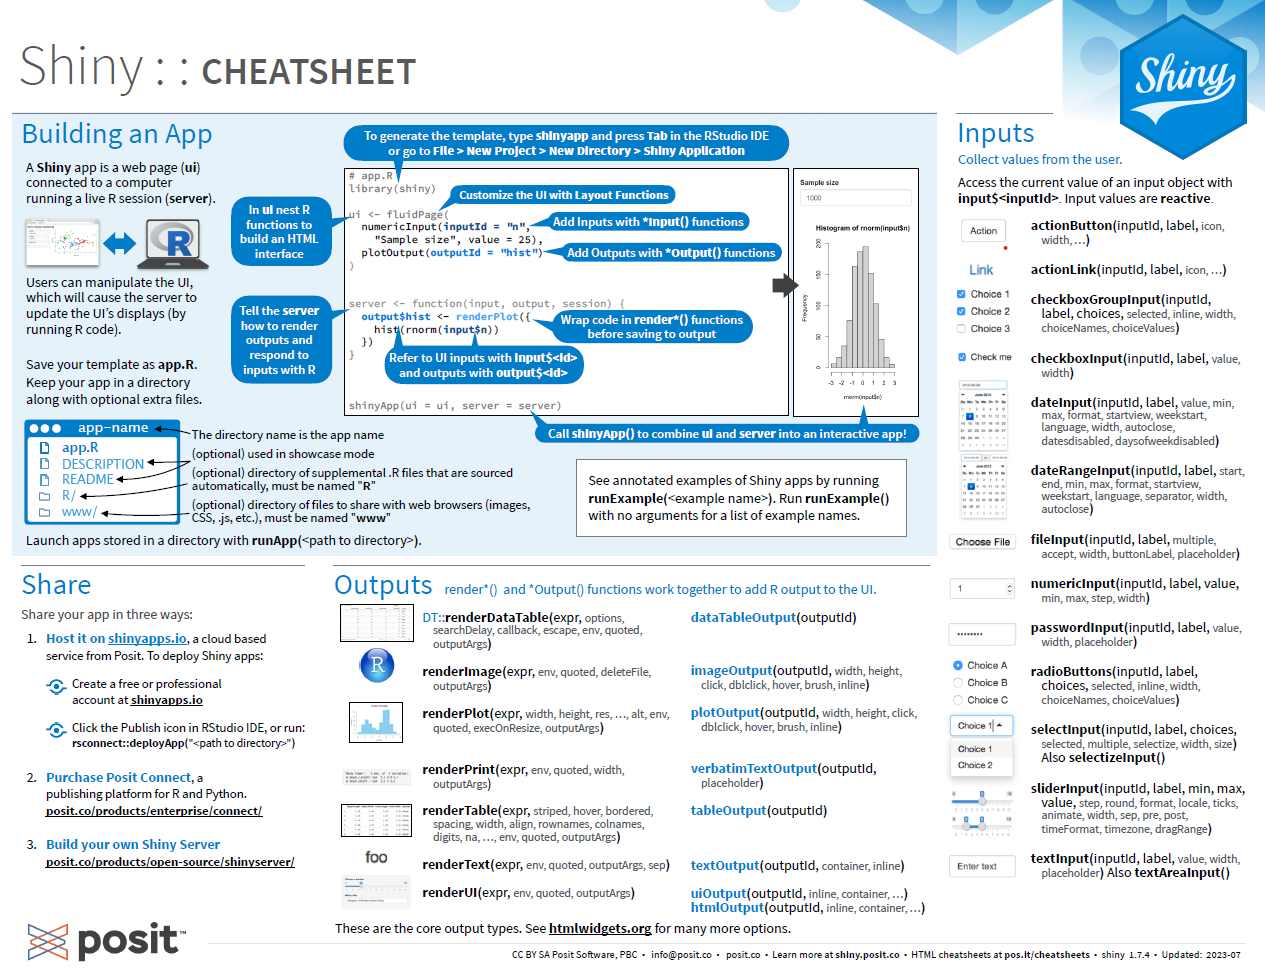 Shiny : : CHEATSHEET
Shiny
Building an App
A Shiny app is a web page (ui)
connected to a computer
running a live R session (server).
Users can manipulate the UI,
which will cause the server to
update the UI's displays (by
running R code).
Save your template as app.R.
Keep your app in a directory
along with optional extra files.
app-name
app.R
DESCRIPTION
README
R/
www/
The directory name is the app name
(optional) used in showcase mode
(optional) directory of supplemental .R files that are sourced
automatically, must be named "R"
(optional) directory of files to share with web browsers (images,
CSS, .js, etc.), must be named "www"
Launch apps stored in a directory with runApp(<path to directory>).
To generate the template, type shinyapp and press Tab in the RStudio IDE
or go to File > New Project > New Directory > Shiny Application
In ui nest R
functions to
build an HTML
interface
Tell the server
how to render
outputs and
respond to
inputs with R
# app.R
library(shiny)
Customize the UI with Layout Functions
ui <- fluidPage(
numericInput(inputId = "n",
"Sample size", value = 25),
plotOutput(outputId = "hist")
)
Add Inputs with *Input() functions
Add Outputs with *Output() functions
server <- function(input, output, session) {
output$hist <- renderPlot({
hist(rnorm(input$n))
})
}
Wrap code in render*() functions
before saving to output
Refer to UI inputs with input$<id>
and outputs with output$<id>
shinyApp(ui = ui, server = server)
Call shinyApp() to combine ui and server into an interactive app!
Sample size
1000
Histogram of rnorm(input$n)
Frequency
200
150
100
50
0
-3 -2 -1 0 1 2 3
rnorm(input$n)
See annotated examples of Shiny apps by running
runExample(<example name>). Run runExample()
with no arguments for a list of example names.
Share
Share your app in three ways:
1. Host it on shinyapps.io, a cloud based
service from Posit. To deploy Shiny apps:
Create a free or professional
account at shinyapps.io
Click the Publish icon in RStudio IDE, or run:
rsconnect::deployApp("<path to directory>")
2. Purchase Posit Connect, a
publishing platform for R and Python.
posit.co/products/enterprise/connect/
3. Build your own Shiny Server
posit.co/products/open-source/shinyserver/
Outputs
render*() and *Output() functions work together to add R output to the UI.
DT::renderDataTable(expr, options,
searchDelay, callback, escape, env, quoted,
outputArgs)
dataTableOutput(outputId)
renderImage(expr, env, quoted, deleteFile,
outputArgs)
imageOutput(outputId, width, height,
click, dblclick, hover, brush, inline)
renderPlot(expr, width, height, res, …, alt, env,
quoted, execOnResize, outputArgs)
plotOutput(outputId, width, height, click,
dblclick, hover, brush, inline)
renderPrint(expr, env, quoted, width,
outputArgs)
verbatimTextOutput(outputId,
placeholder)
renderTable(expr, striped, hover, bordered,
spacing, width, align, rownames, colnames,
digits, na, …, env, quoted, outputArgs)
tableOutput(outputId)
foo
renderText(expr, env, quoted, outputArgs, sep)
textOutput(outputId, container, inline)
renderUI(expr, env, quoted, outputArgs)
uiOutput(outputId, inline, container, …)
htmlOutput(outputId, inline, container, …)
These are the core output types. See htmlwidgets.org for many more options.
Inputs
Collect values from the user.
Access the current value of an input object with
input$<inputId>. Input values are reactive.
Action
actionButton(inputId, label, icon,
width, …)
Link
actionLink(inputId, label, icon, …)
Choice 1
Choice 2
Choice 3
checkboxGroupInput(inputId,
label, choices, selected, inline, width,
choiceNames, choiceValues)
Check me
checkboxInput(inputId, label, value,
width)
dateInput(inputId, label, value, min,
max, format, startview, weekstart,
language, width, autoclose,
datesdisabled, daysofweekdisabled)
dateRangeInput(inputId, label, start,
end, min, max, format, startview,
weekstart, language, separator, width,
autoclose)
Choose File
fileInput(inputId, label, multiple,
accept, width, buttonLabel, placeholder)
1
numericInput(inputId, label, value,
min, max, step, width)
passwordInput(inputId, label, value,
width, placeholder)
Choice A
Choice B
Choice C
radioButtons(inputId, label,
choices, selected, inline, width,
choiceNames, choiceValues)
Choice 1
Choice 1
Choice 2
selectInput(inputId, label, choices,
selected, multiple, selectize, width, size)
Also selectizeInput()
sliderInput(inputId, label, min, max,
value, step, round, format, locale, ticks,
animate, width, sep, pre, post,
timeFormat, timezone, dragRange)
Enter text
textInput(inputId, label, value, width,
placeholder) Also textAreaInput()
posit™
CC BY SA Posit Software, PBC • info@posit.co • posit.co • Learn more at shiny.posit.co • HTML cheatsheets at pos.it/cheatsheets • shiny 1.7.4 • Updated: 2023-07